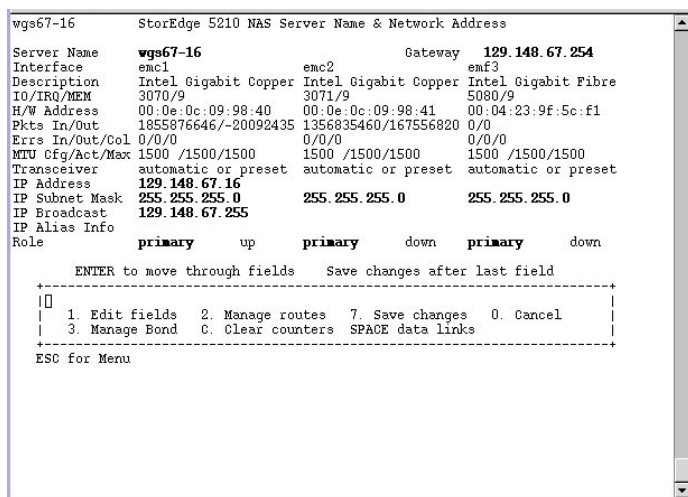 wgs67-16 StorEdge 5210 NAS Server Name & Network Address
Server Name wgs67-16 Gateway 129.148.67.254
Interface emc1 emc2 emf3
Description Intel Gigabit Copper Intel Gigabit Copper Intel Gigabit Fibre
IO/IRQ/MEM 3070/9 3071/9 5080/9
H/W Address 00:0e:0c:09:98:40 00:0e:0c:09:98:41 00:04:23:9f:5c:f1
Pkts In/Out 1855876646/-20092435 1356835460/167556820 0/0
Errs In/Out/Col 0/0/0 0/0/0 0/0/0
MTU Cfg/Act/Max 1500 /1500/1500 1500 /1500/1500 1500 /1500/1500
Transceiver automatic or preset automatic or preset automatic or preset
IP Address 129.148.67.16
IP Subnet Mask 255.255.255.0 255.255.255.0 255.255.255.0
IP Broadcast 129.148.67.255
IP Alias Info
Role primary up primary down primary down
ENTER to move through fields Save changes after last field
1. Edit fields 2. Manage routes 7. Save changes 0. Cancel
3. Manage Bond C. Clear counters SPACE data links
ESC for Menu